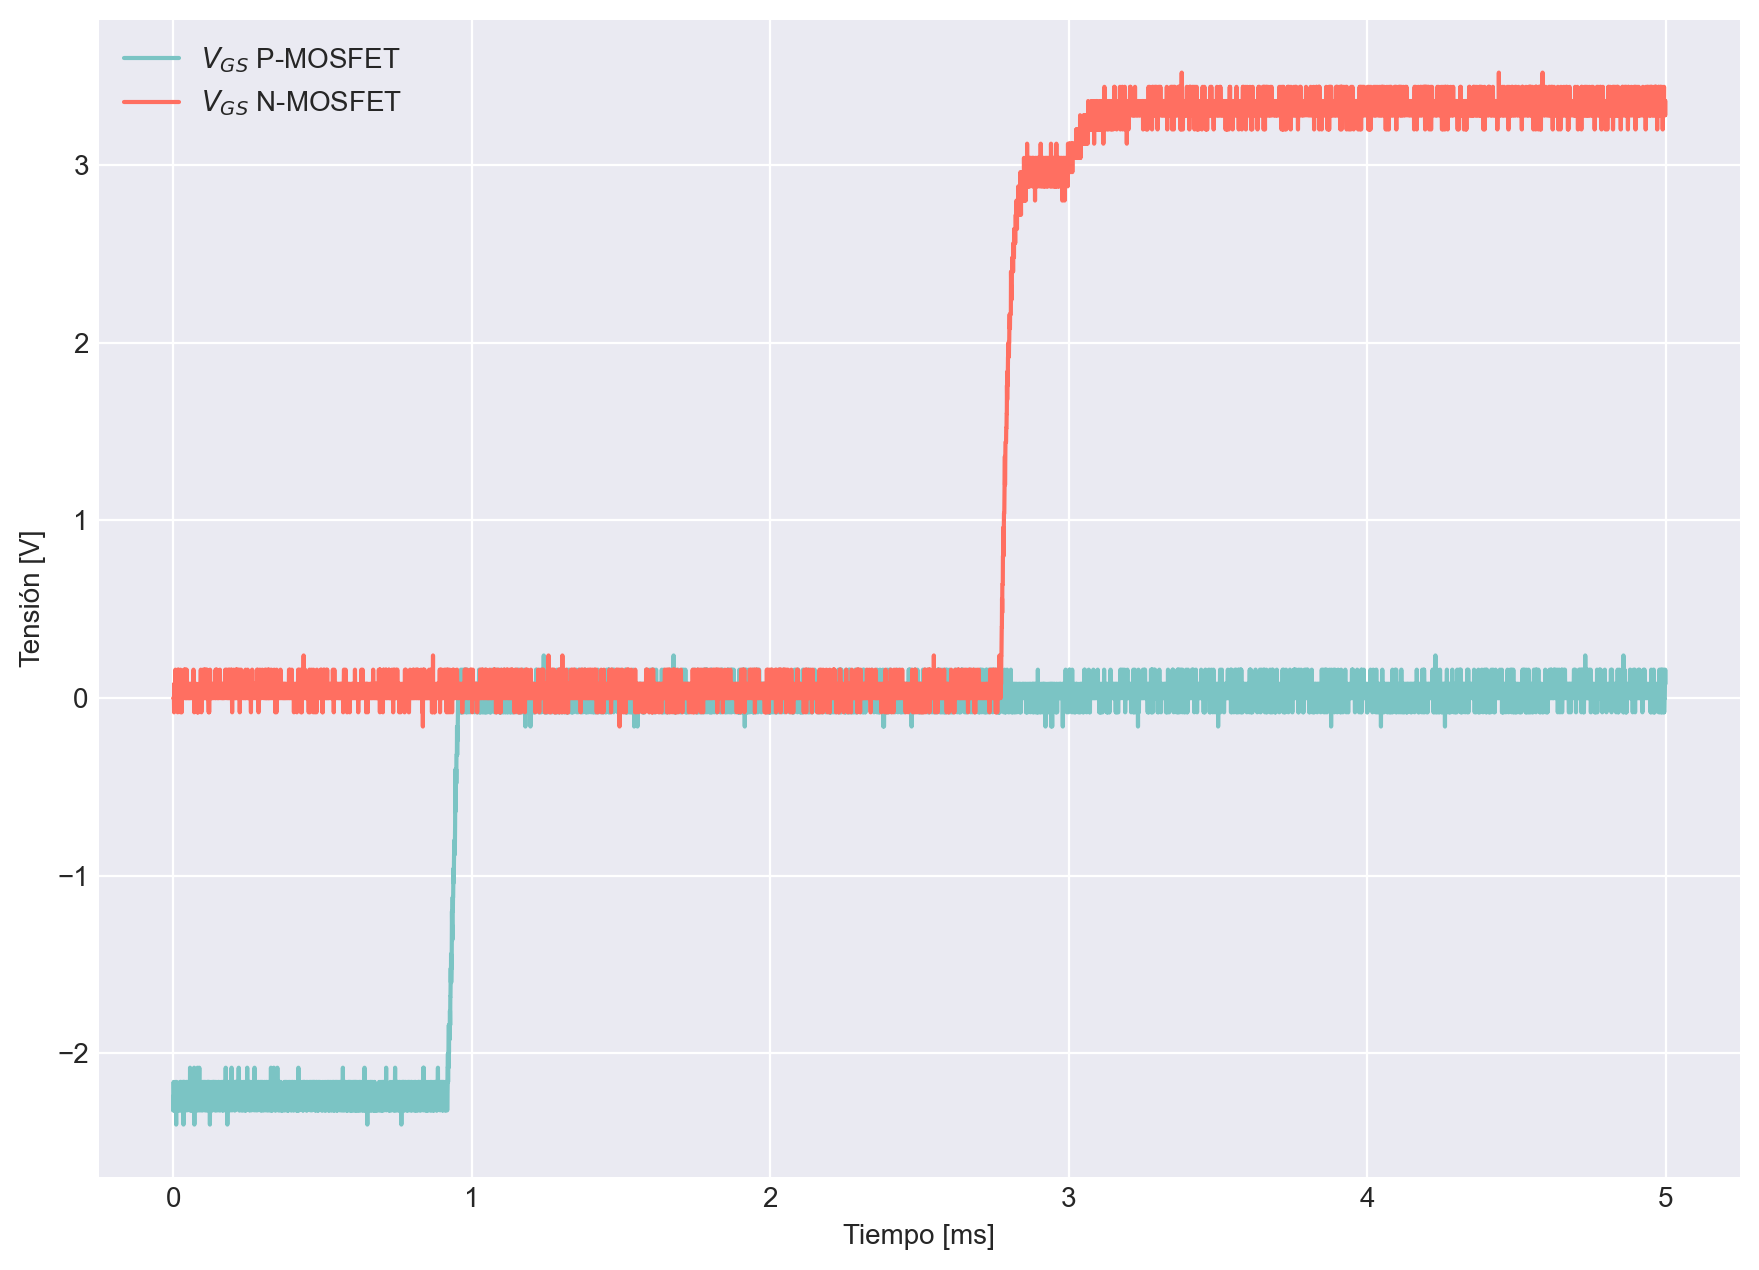 V_GS P-MOSFET
V_GS N-MOSFET
Tensión [V]
3
2
1
0
−1
−2
0 1 2 3 4 5
Tiempo [ms]